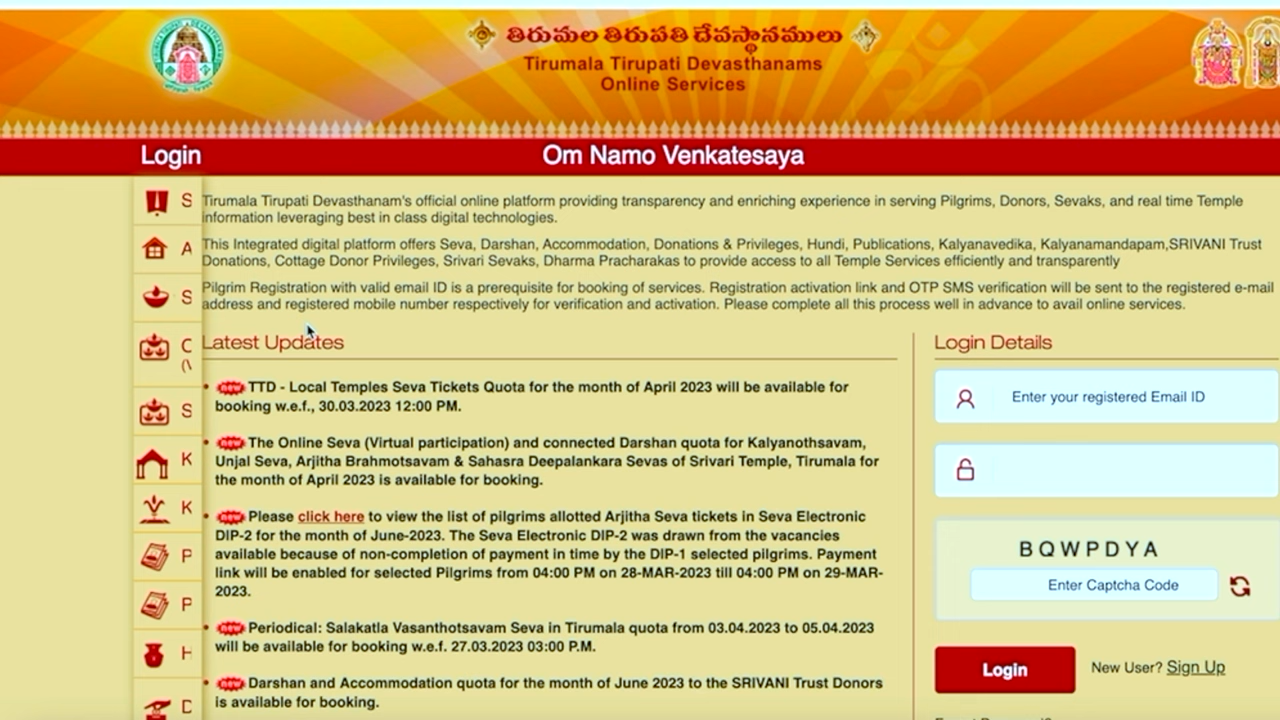 తిరుమల తిరుపతి దేవస్థానములు
Tirumala Tirupati Devasthanams
Online Services
Login
Om Namo Venkatesaya
S
A
S
C
(V
S
K
K
P
P
H
D
Tirumala Tirupati Devasthanam's official online platform providing transparency and enriching experience in serving Pilgrims, Donors, Sevaks, and real time Temple
information leveraging best in class digital technologies.
This Integrated digital platform offers Seva, Darshan, Accommodation, Donations & Privileges, Hundi, Publications, Kalyanavedika, Kalyanamandapam,SRIVANI Trust
Donations, Cottage Donor Privileges, Srivari Sevaks, Dharma Pracharakas to provide access to all Temple Services efficiently and transparently
Pilgrim Registration with valid email ID is a prerequisite for booking of services. Registration activation link and OTP SMS verification will be sent to the registered e-mail
address and registered mobile number respectively for verification and activation. Please complete all this process well in advance to avail online services.
Latest Updates
new TTD - Local Temples Seva Tickets Quota for the month of April 2023 will be available for
booking w.e.f., 30.03.2023 12:00 PM.
new The Online Seva (Virtual participation) and connected Darshan quota for Kalyanothsavam,
Unjal Seva, Arjitha Brahmotsavam & Sahasra Deepalankara Sevas of Srivari Temple, Tirumala for
the month of April 2023 is available for booking.
new Please click here to view the list of pilgrims allotted Arjitha Seva tickets in Seva Electronic
DIP-2 for the month of June-2023. The Seva Electronic DIP-2 was drawn from the vacancies
available because of non-completion of payment in time by the DIP-1 selected pilgrims. Payment
link will be enabled for selected Pilgrims from 04:00 PM on 28-MAR-2023 till 04:00 PM on 29-MAR-
2023.
new Periodical: Salakatla Vasanthotsavam Seva in Tirumala quota from 03.04.2023 to 05.04.2023
will be available for booking w.e.f. 27.03.2023 03:00 P.M.
new Darshan and Accommodation quota for the month of June 2023 to the SRIVANI Trust Donors
is available for booking.
Login Details
Enter your registered Email ID
BQWPDYA
Enter Captcha Code
Login
New User? Sign Up